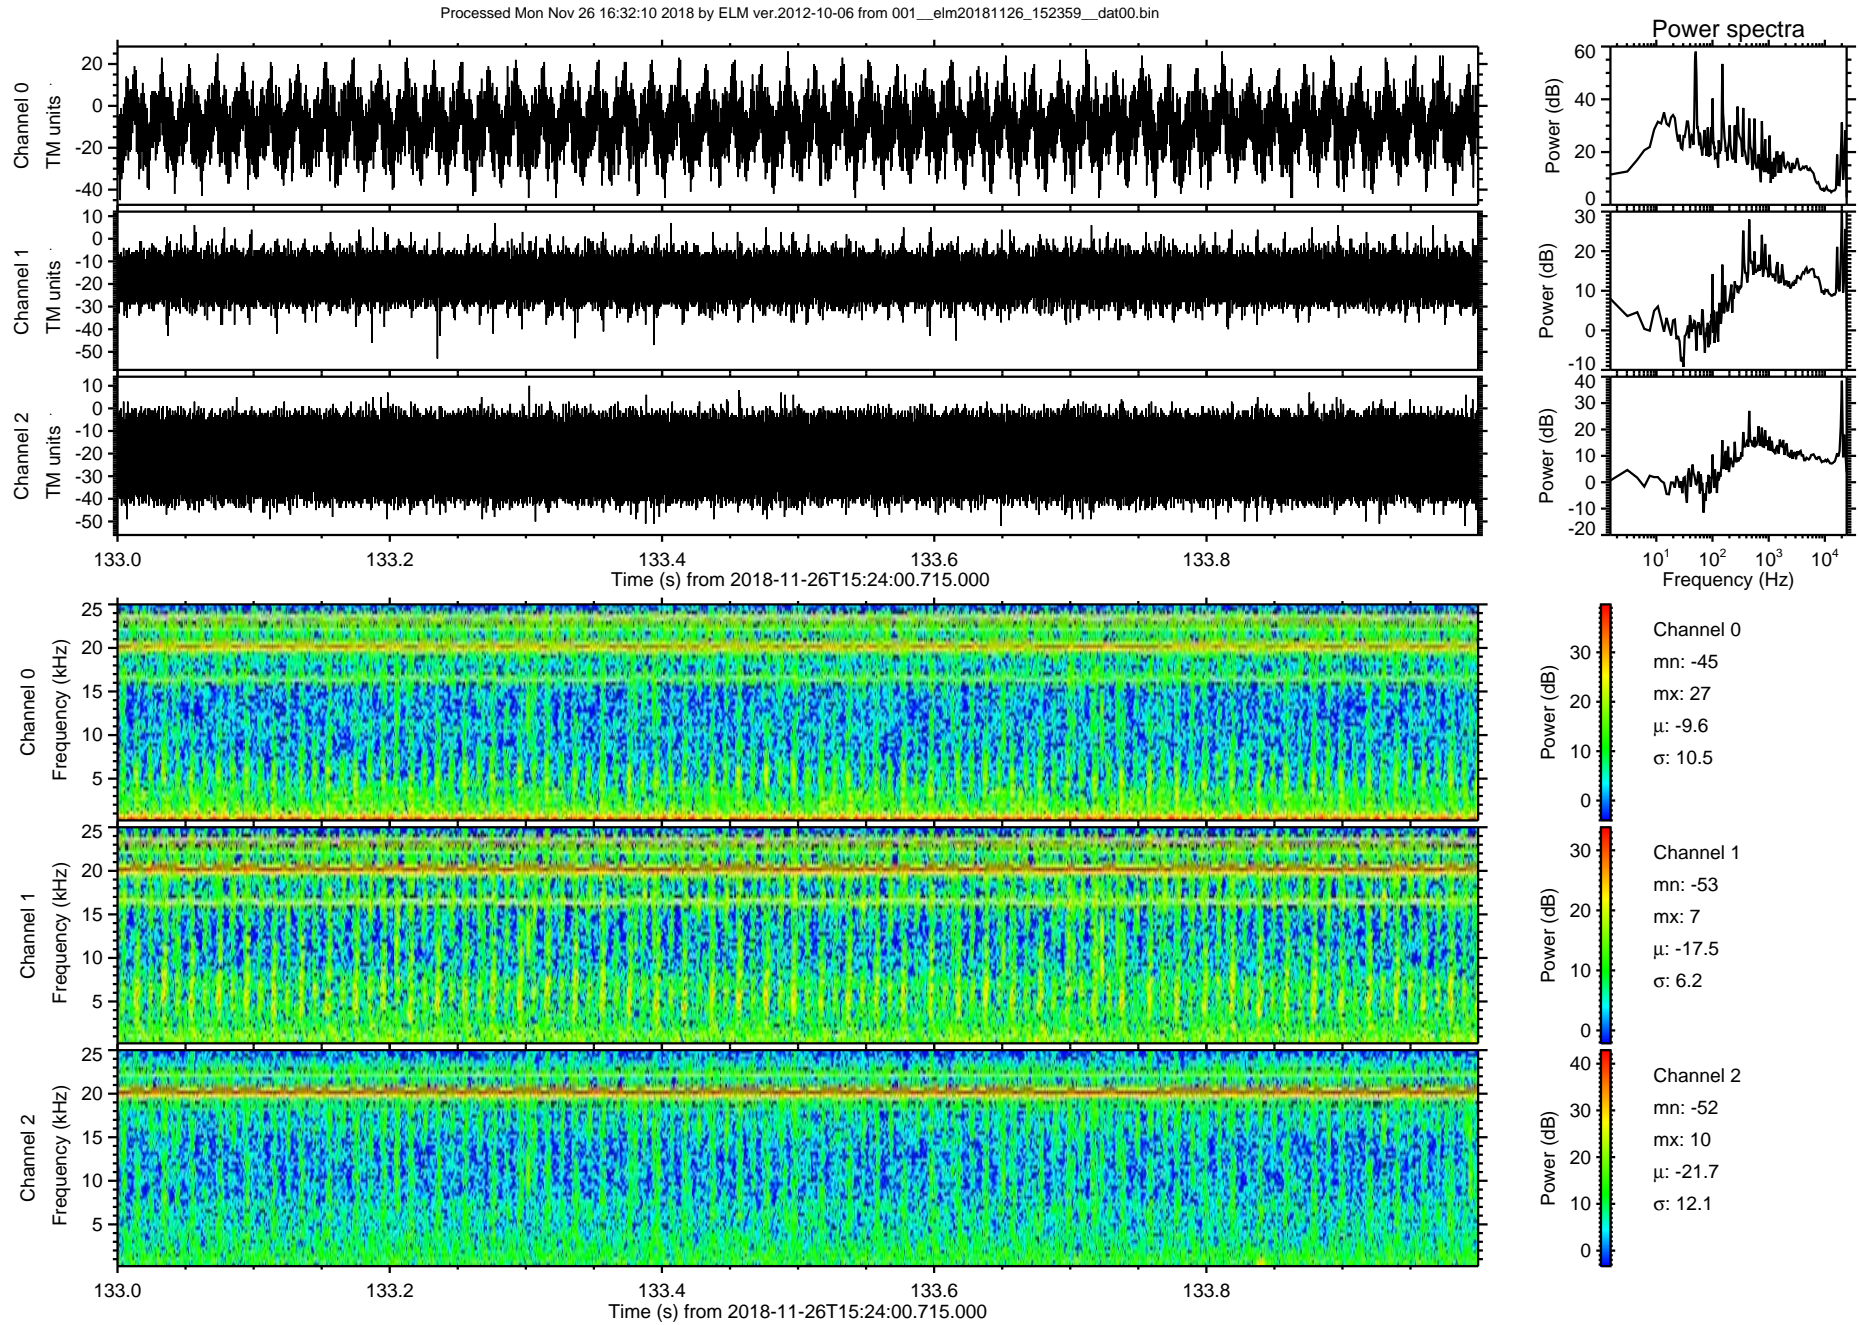 Processed Mon Nov 26 16:32:10 2018 by ELM ver.2012-10-06 from 001__elm20181126_152359__dat00.bin
Power spectra
Channel 0
TM units
20
0
-20
-40
Power (dB)
60
40
20
0
Channel 1
TM units
10
0
-10
-20
-30
-40
-50
Power (dB)
30
20
10
0
-10
Channel 2
TM units
10
0
-10
-20
-30
-40
-50
Power (dB)
40
30
20
10
0
-10
-20
133.0 133.2 133.4 133.6 133.8
Time (s) from 2018-11-26T15:24:00.715.000
10¹ 10² 10³ 10⁴
Frequency (Hz)
Channel 0
Frequency (kHz)
25
20
15
10
5
Power (dB)
30
20
10
0
Channel 0
mn: -45
mx: 27
µ: -9.6
σ: 10.5
Channel 1
Frequency (kHz)
25
20
15
10
5
Power (dB)
30
20
10
0
Channel 1
mn: -53
mx: 7
µ: -17.5
σ: 6.2
Channel 2
Frequency (kHz)
25
20
15
10
5
Power (dB)
40
30
20
10
0
Channel 2
mn: -52
mx: 10
µ: -21.7
σ: 12.1
133.0 133.2 133.4 133.6 133.8
Time (s) from 2018-11-26T15:24:00.715.000